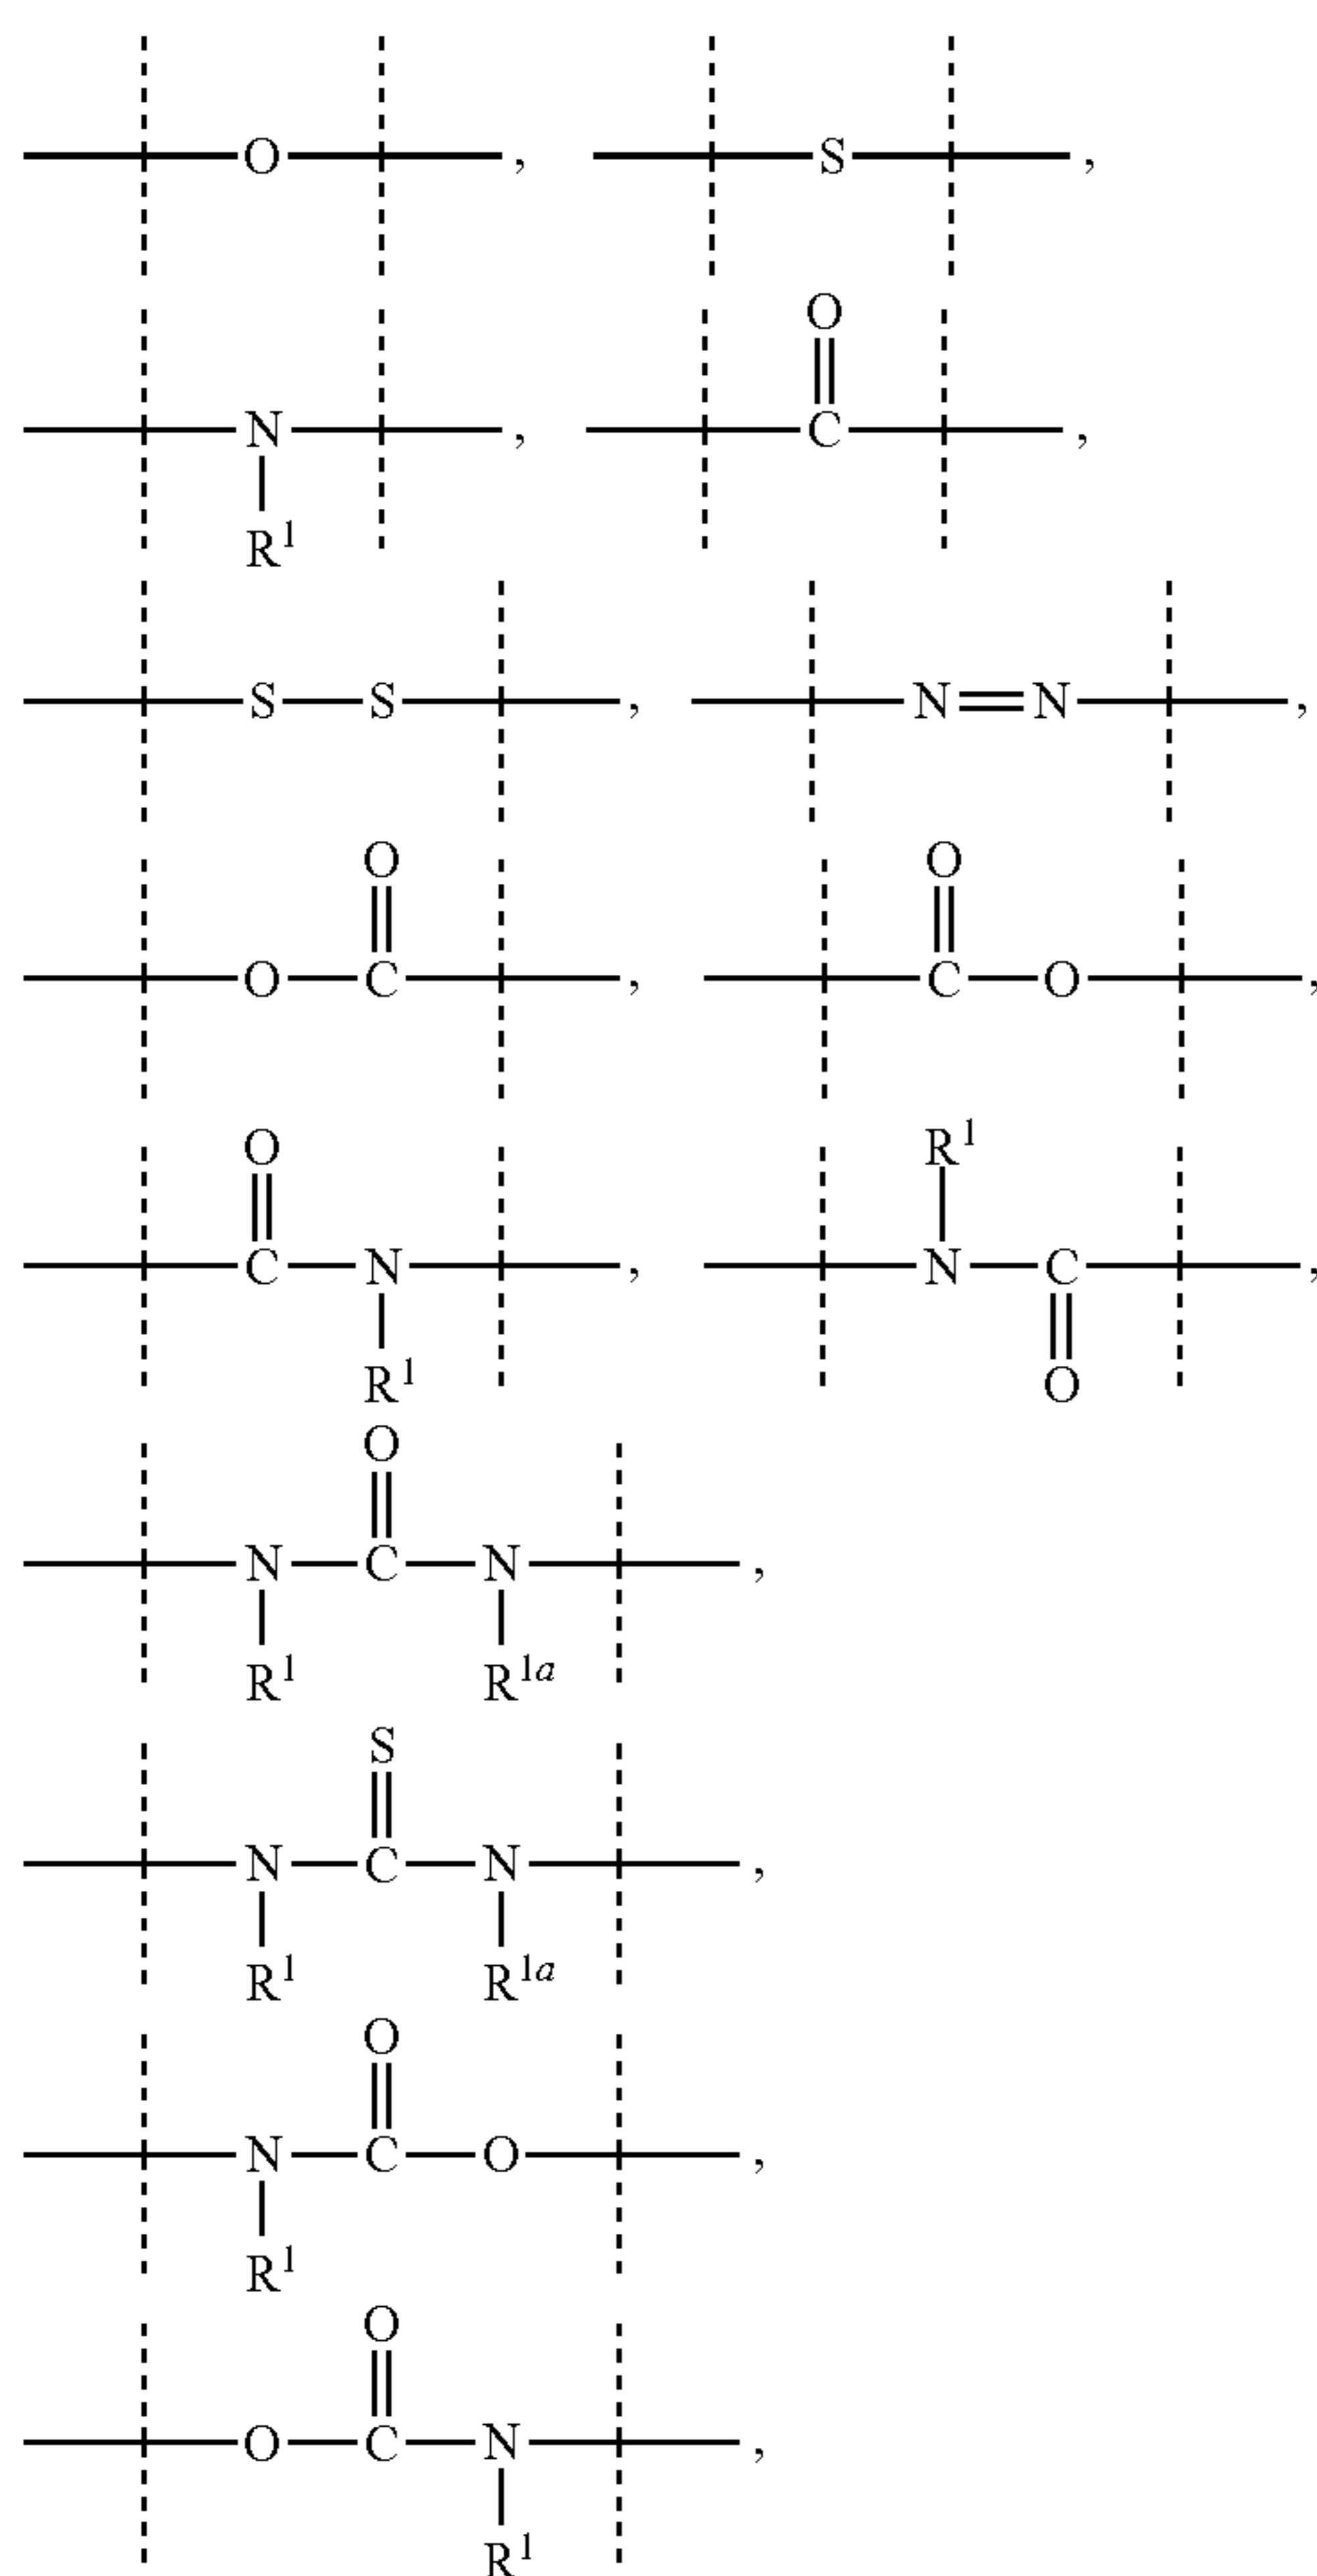 O , S ,
O
N , C ,
R1
S S , N N ,
O O
O C , C O ,
O R1
C N , N C ,
R1 O
O
N C N ,
R1 R1a
S
N C N ,
R1 R1a
O
N C O ,
R1
O
O C N ,
R1